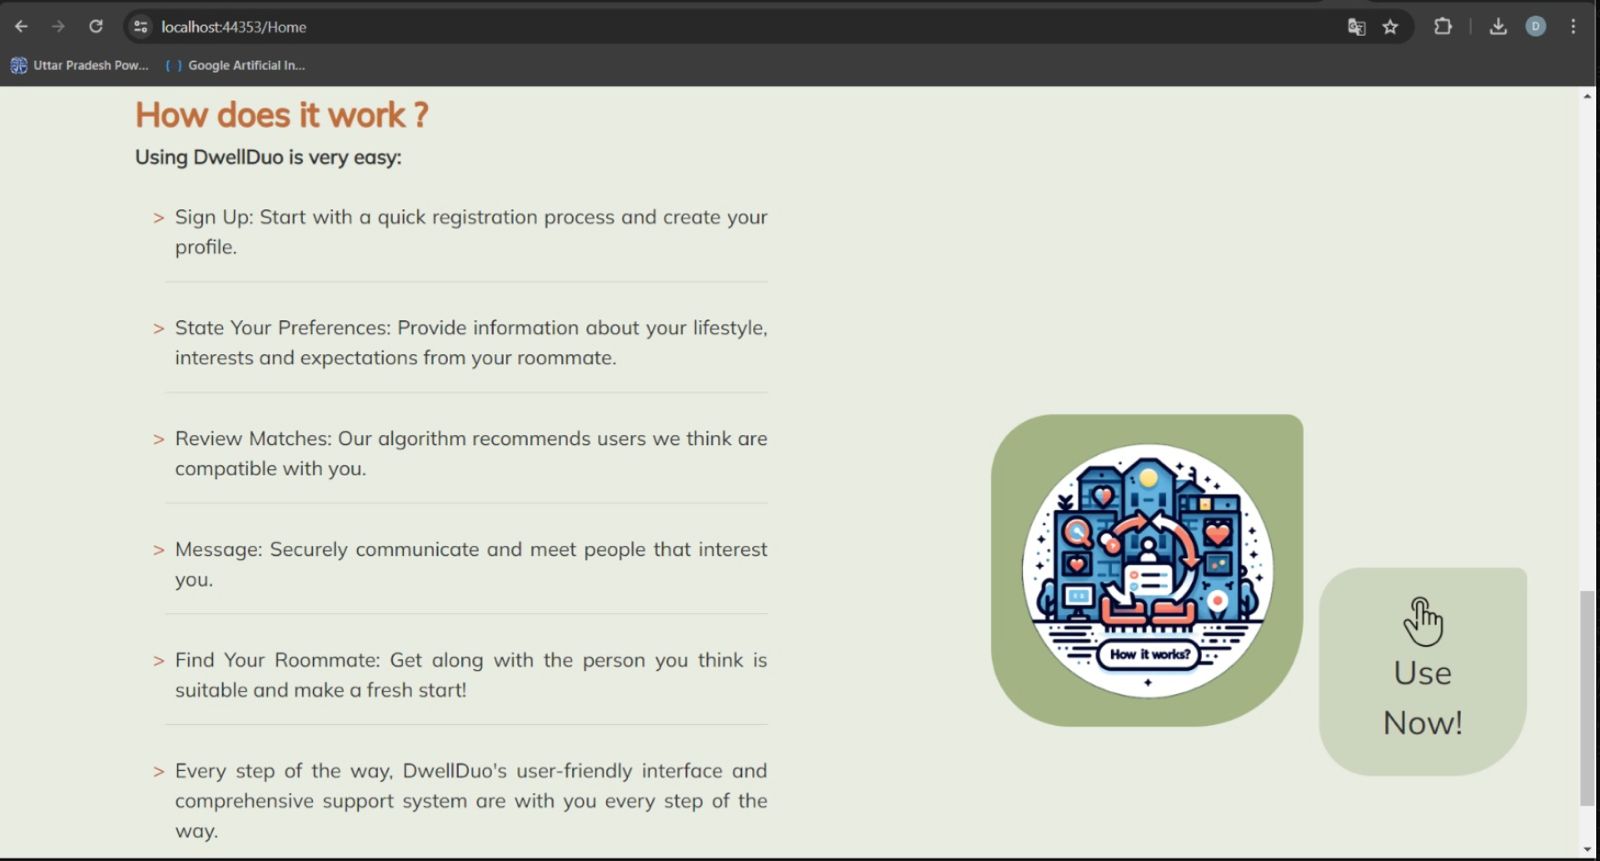 localhost:44353/Home
D
Uttar Pradesh Pow...
Google Artificial In...
How does it work ?
Using DwellDuo is very easy:
> Sign Up: Start with a quick registration process and create your
profile.
> State Your Preferences: Provide information about your lifestyle,
interests and expectations from your roommate.
> Review Matches: Our algorithm recommends users we think are
compatible with you.
> Message: Securely communicate and meet people that interest
you.
> Find Your Roommate: Get along with the person you think is
suitable and make a fresh start!
> Every step of the way, DwellDuo's user-friendly interface and
comprehensive support system are with you every step of the
way.
How it works?
Use
Now!